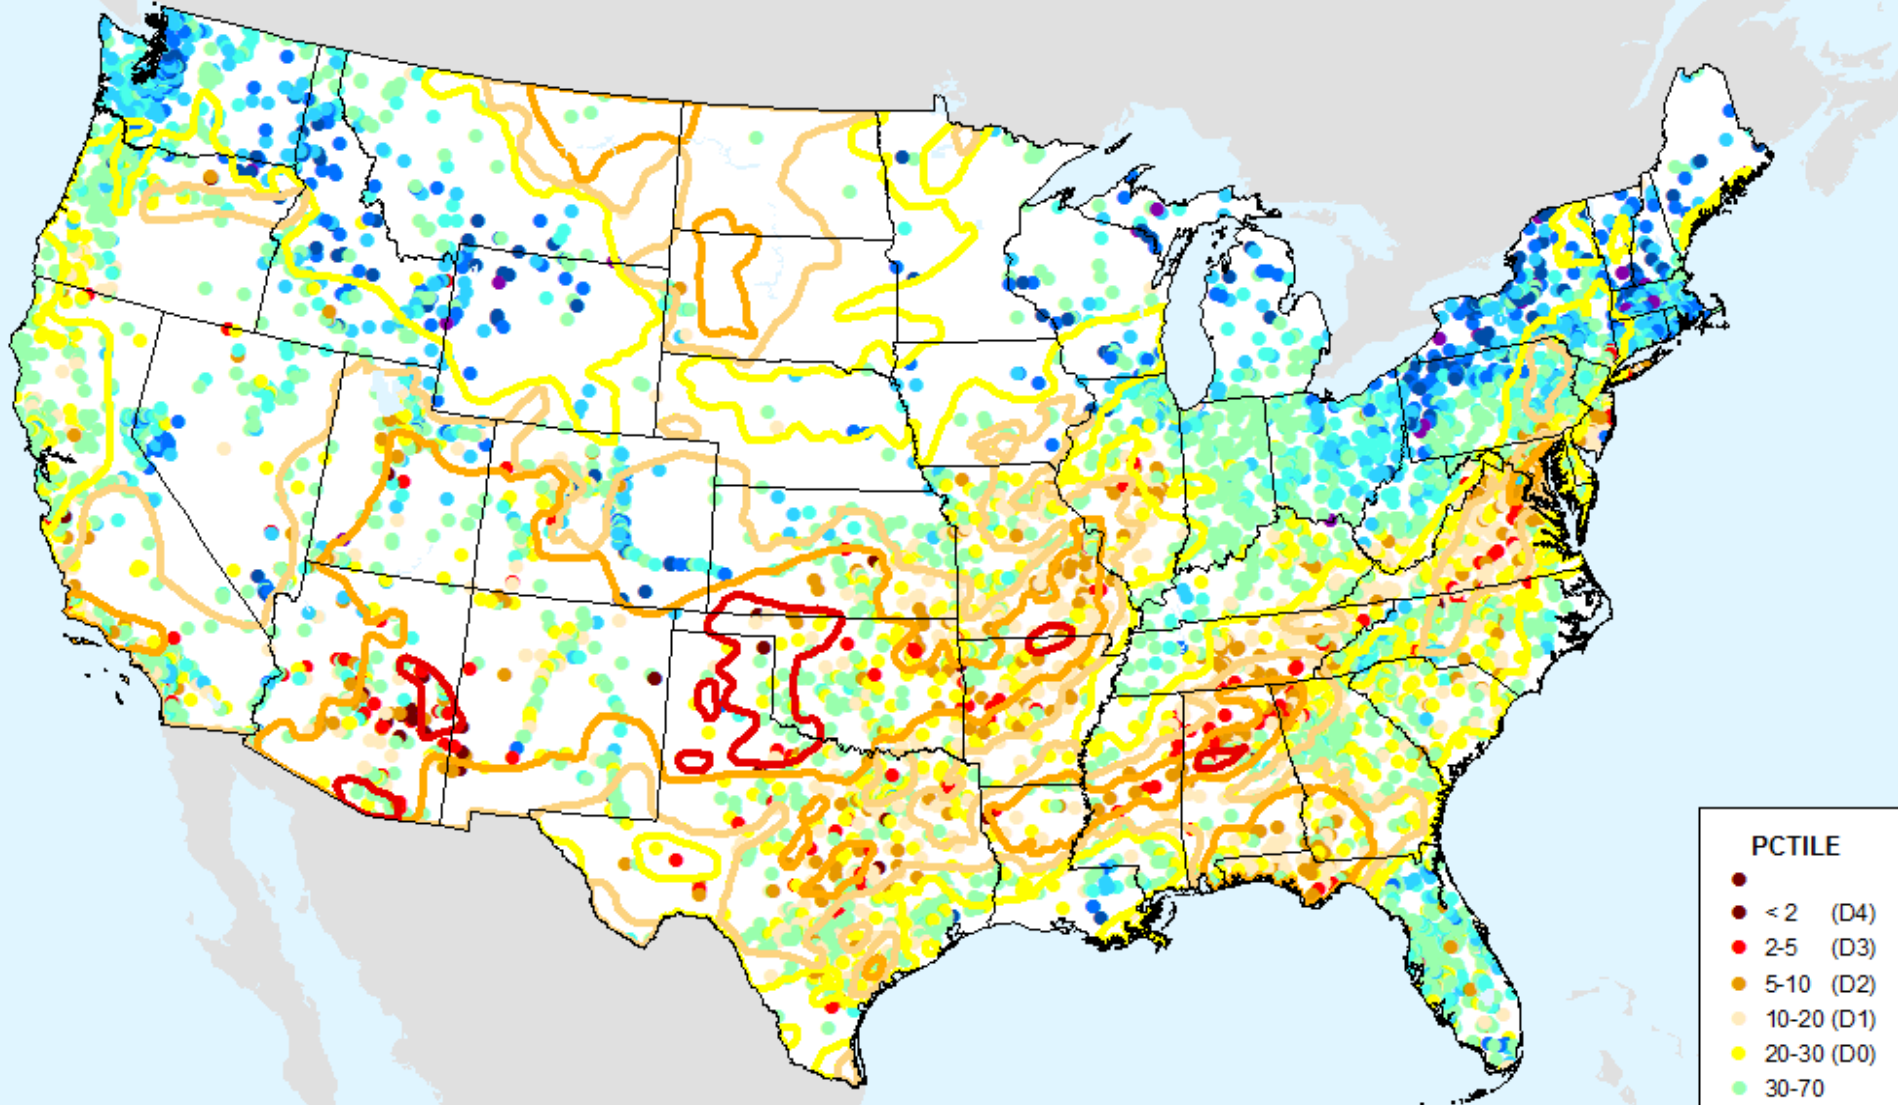 PCTILE
< 2 (D4)
2-5 (D3)
5-10 (D2)
10-20 (D1)
20-30 (D0)
30-70